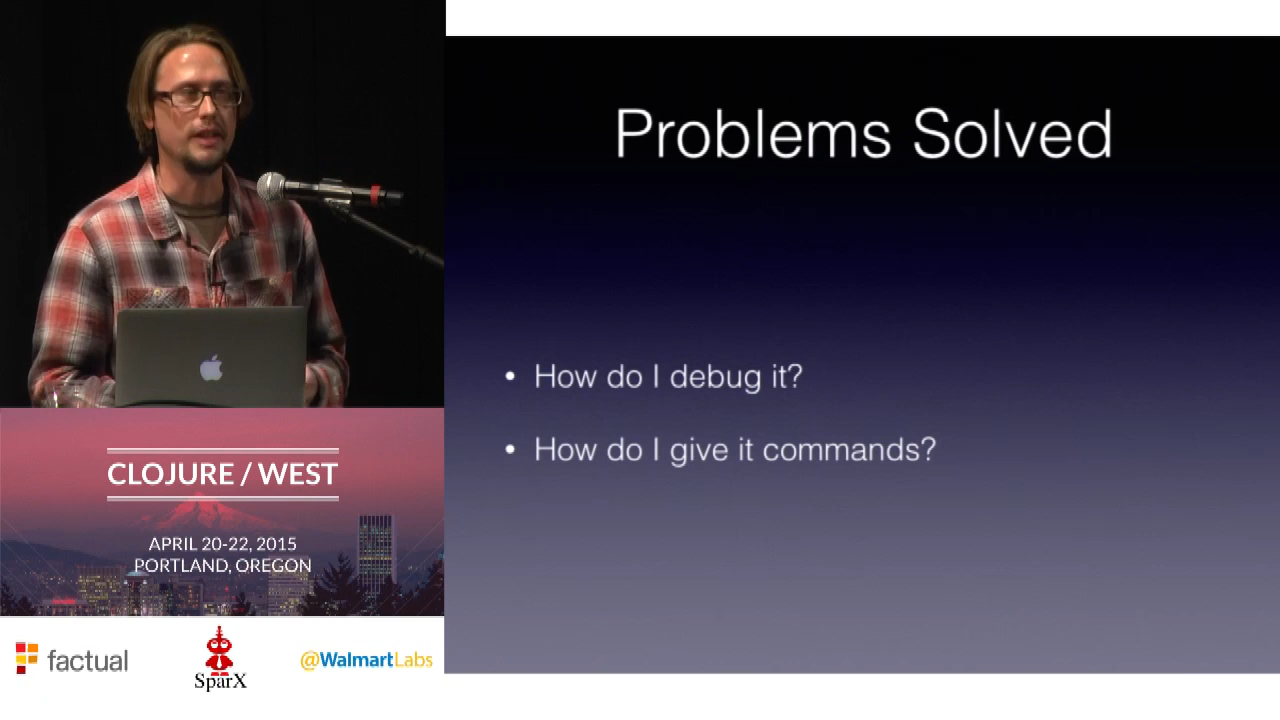 Problems Solved
• How do I debug it?
• How do I give it commands?
CLOJURE / WEST
APRIL 20-22, 2015
PORTLAND, OREGON
factual
SparX
@WalmartLabs